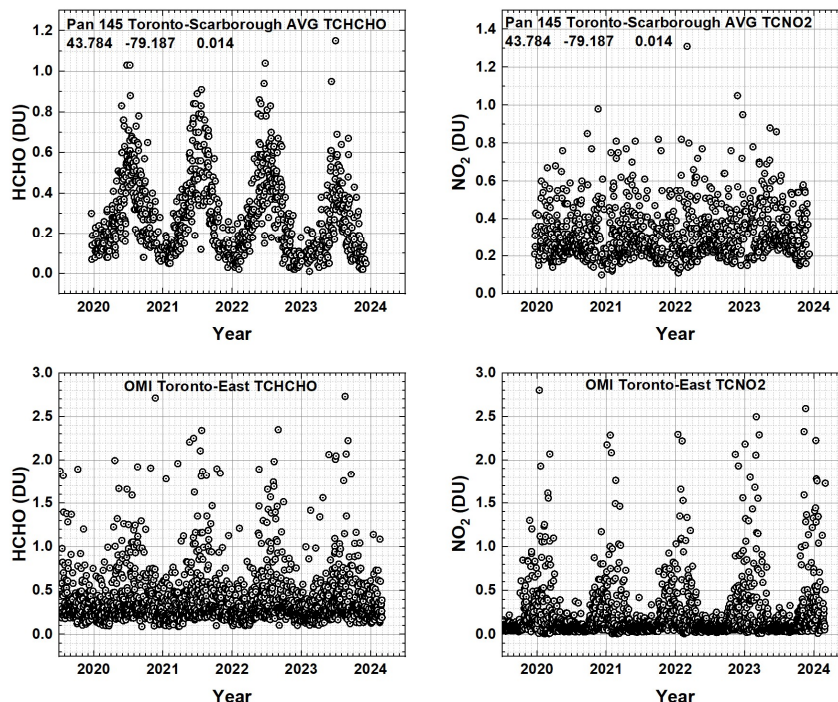 Pan 145 Toronto-Scarborough AVG TCHCHO
43.784 -79.187 0.014
1.2
1.0
0.8
0.6
0.4
0.2
0.0
HCHO (DU)
2020 2021 2022 2023 2024
Year
Pan 145 Toronto-Scarborough AVG TCNO2
43.784 -79.187 0.014
1.4
1.2
1.0
0.8
0.6
0.4
0.2
0.0
NO2 (DU)
2020 2021 2022 2023 2024
Year
OMI Toronto-East TCHCHO
3.0
2.5
2.0
1.5
1.0
0.5
0.0
HCHO (DU)
2020 2021 2022 2023 2024
Year
OMI Toronto-East TCNO2
3.0
2.5
2.0
1.5
1.0
0.5
0.0
NO2 (DU)
2020 2021 2022 2023 2024
Year